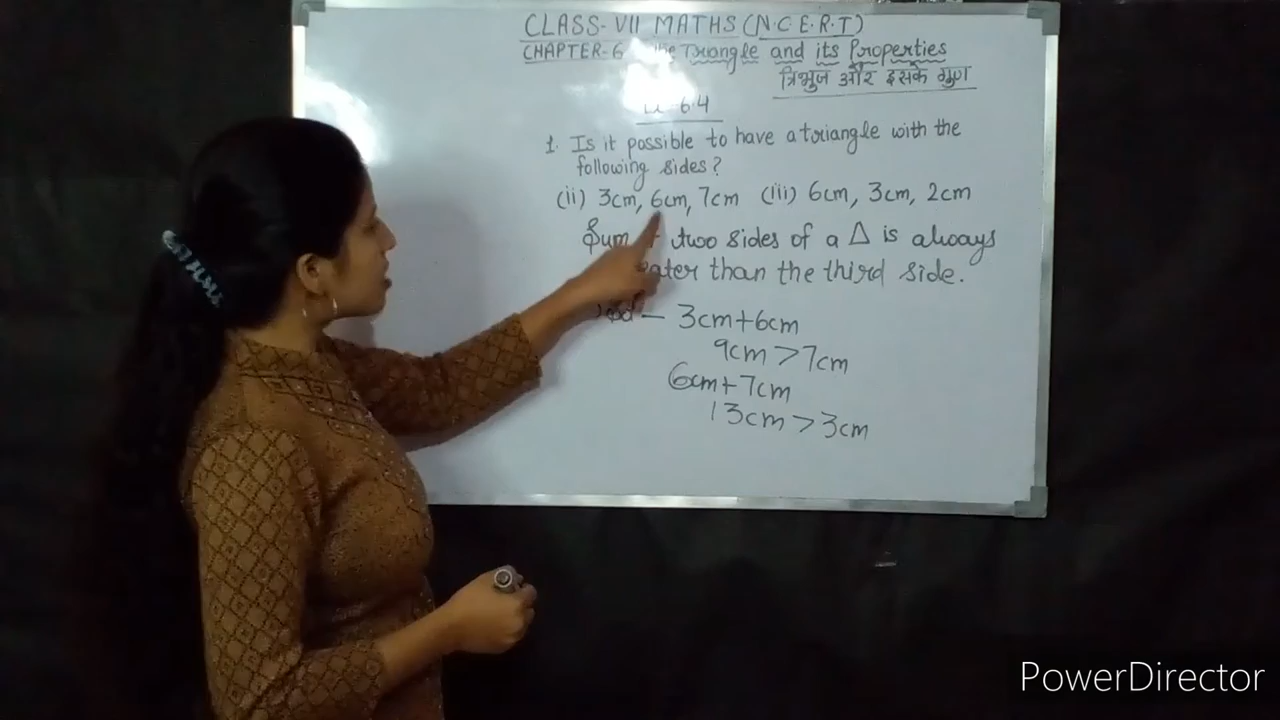 CLASS- VII MATHS (N.C.E.R.T)
CHAPTER-6 The Triangle and its Properties
त्रिभुज और इसके गुण
6.4
1. Is it possible to have a triangle with the
following sides?
(ii) 3cm, 6cm, 7cm (iii) 6cm, 3cm, 2cm
Sum two sides of a Δ is always
than the third side.
— 3cm+6cm
9cm > 7cm
6cm+7cm
13cm > 3cm
PowerDirector